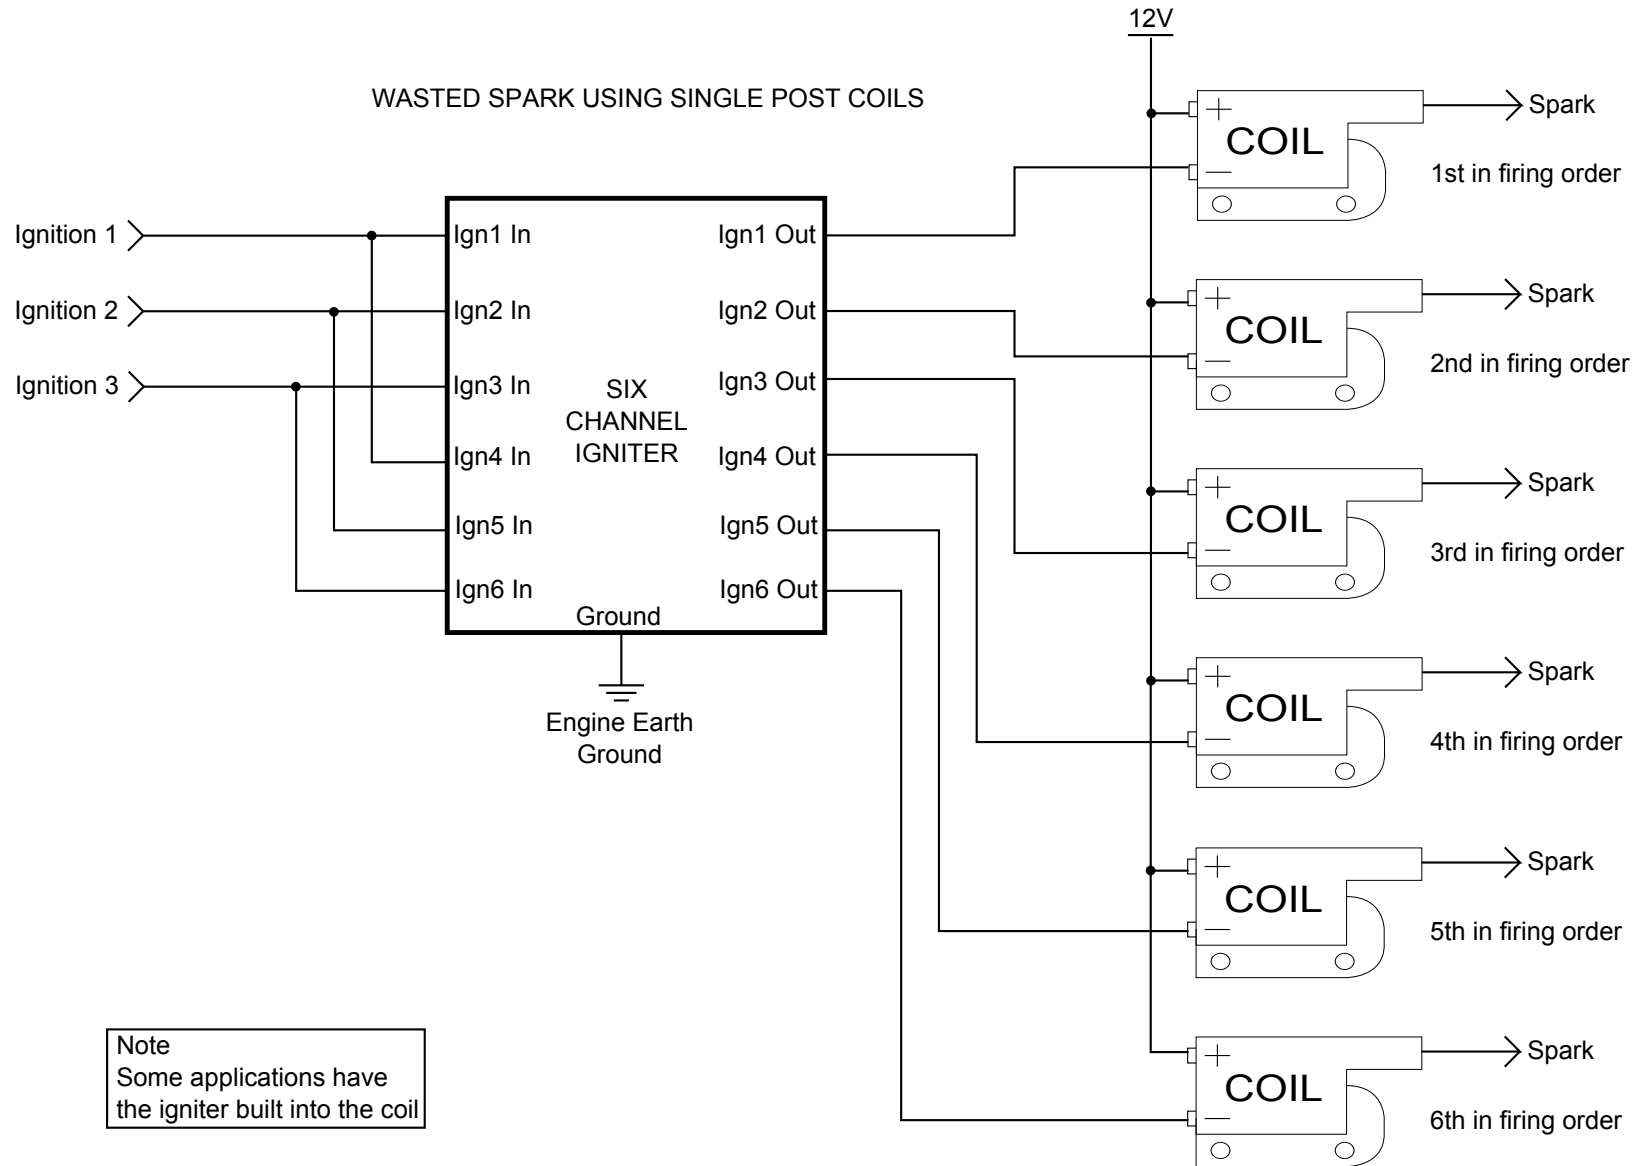 12V
WASTED SPARK USING SINGLE POST COILS
Ignition 1
Ignition 2
Ignition 3
Ign1 In
Ign2 In
Ign3 In
Ign4 In
Ign5 In
Ign6 In
SIX
CHANNEL
IGNITER
Ign1 Out
Ign2 Out
Ign3 Out
Ign4 Out
Ign5 Out
Ign6 Out
Ground
Engine Earth
Ground
+
COIL
—
Spark
1st in firing order
+
COIL
—
Spark
2nd in firing order
+
COIL
—
Spark
3rd in firing order
+
COIL
—
Spark
4th in firing order
+
COIL
—
Spark
5th in firing order
+
COIL
—
Spark
6th in firing order
Note
Some applications have
the igniter built into the coil